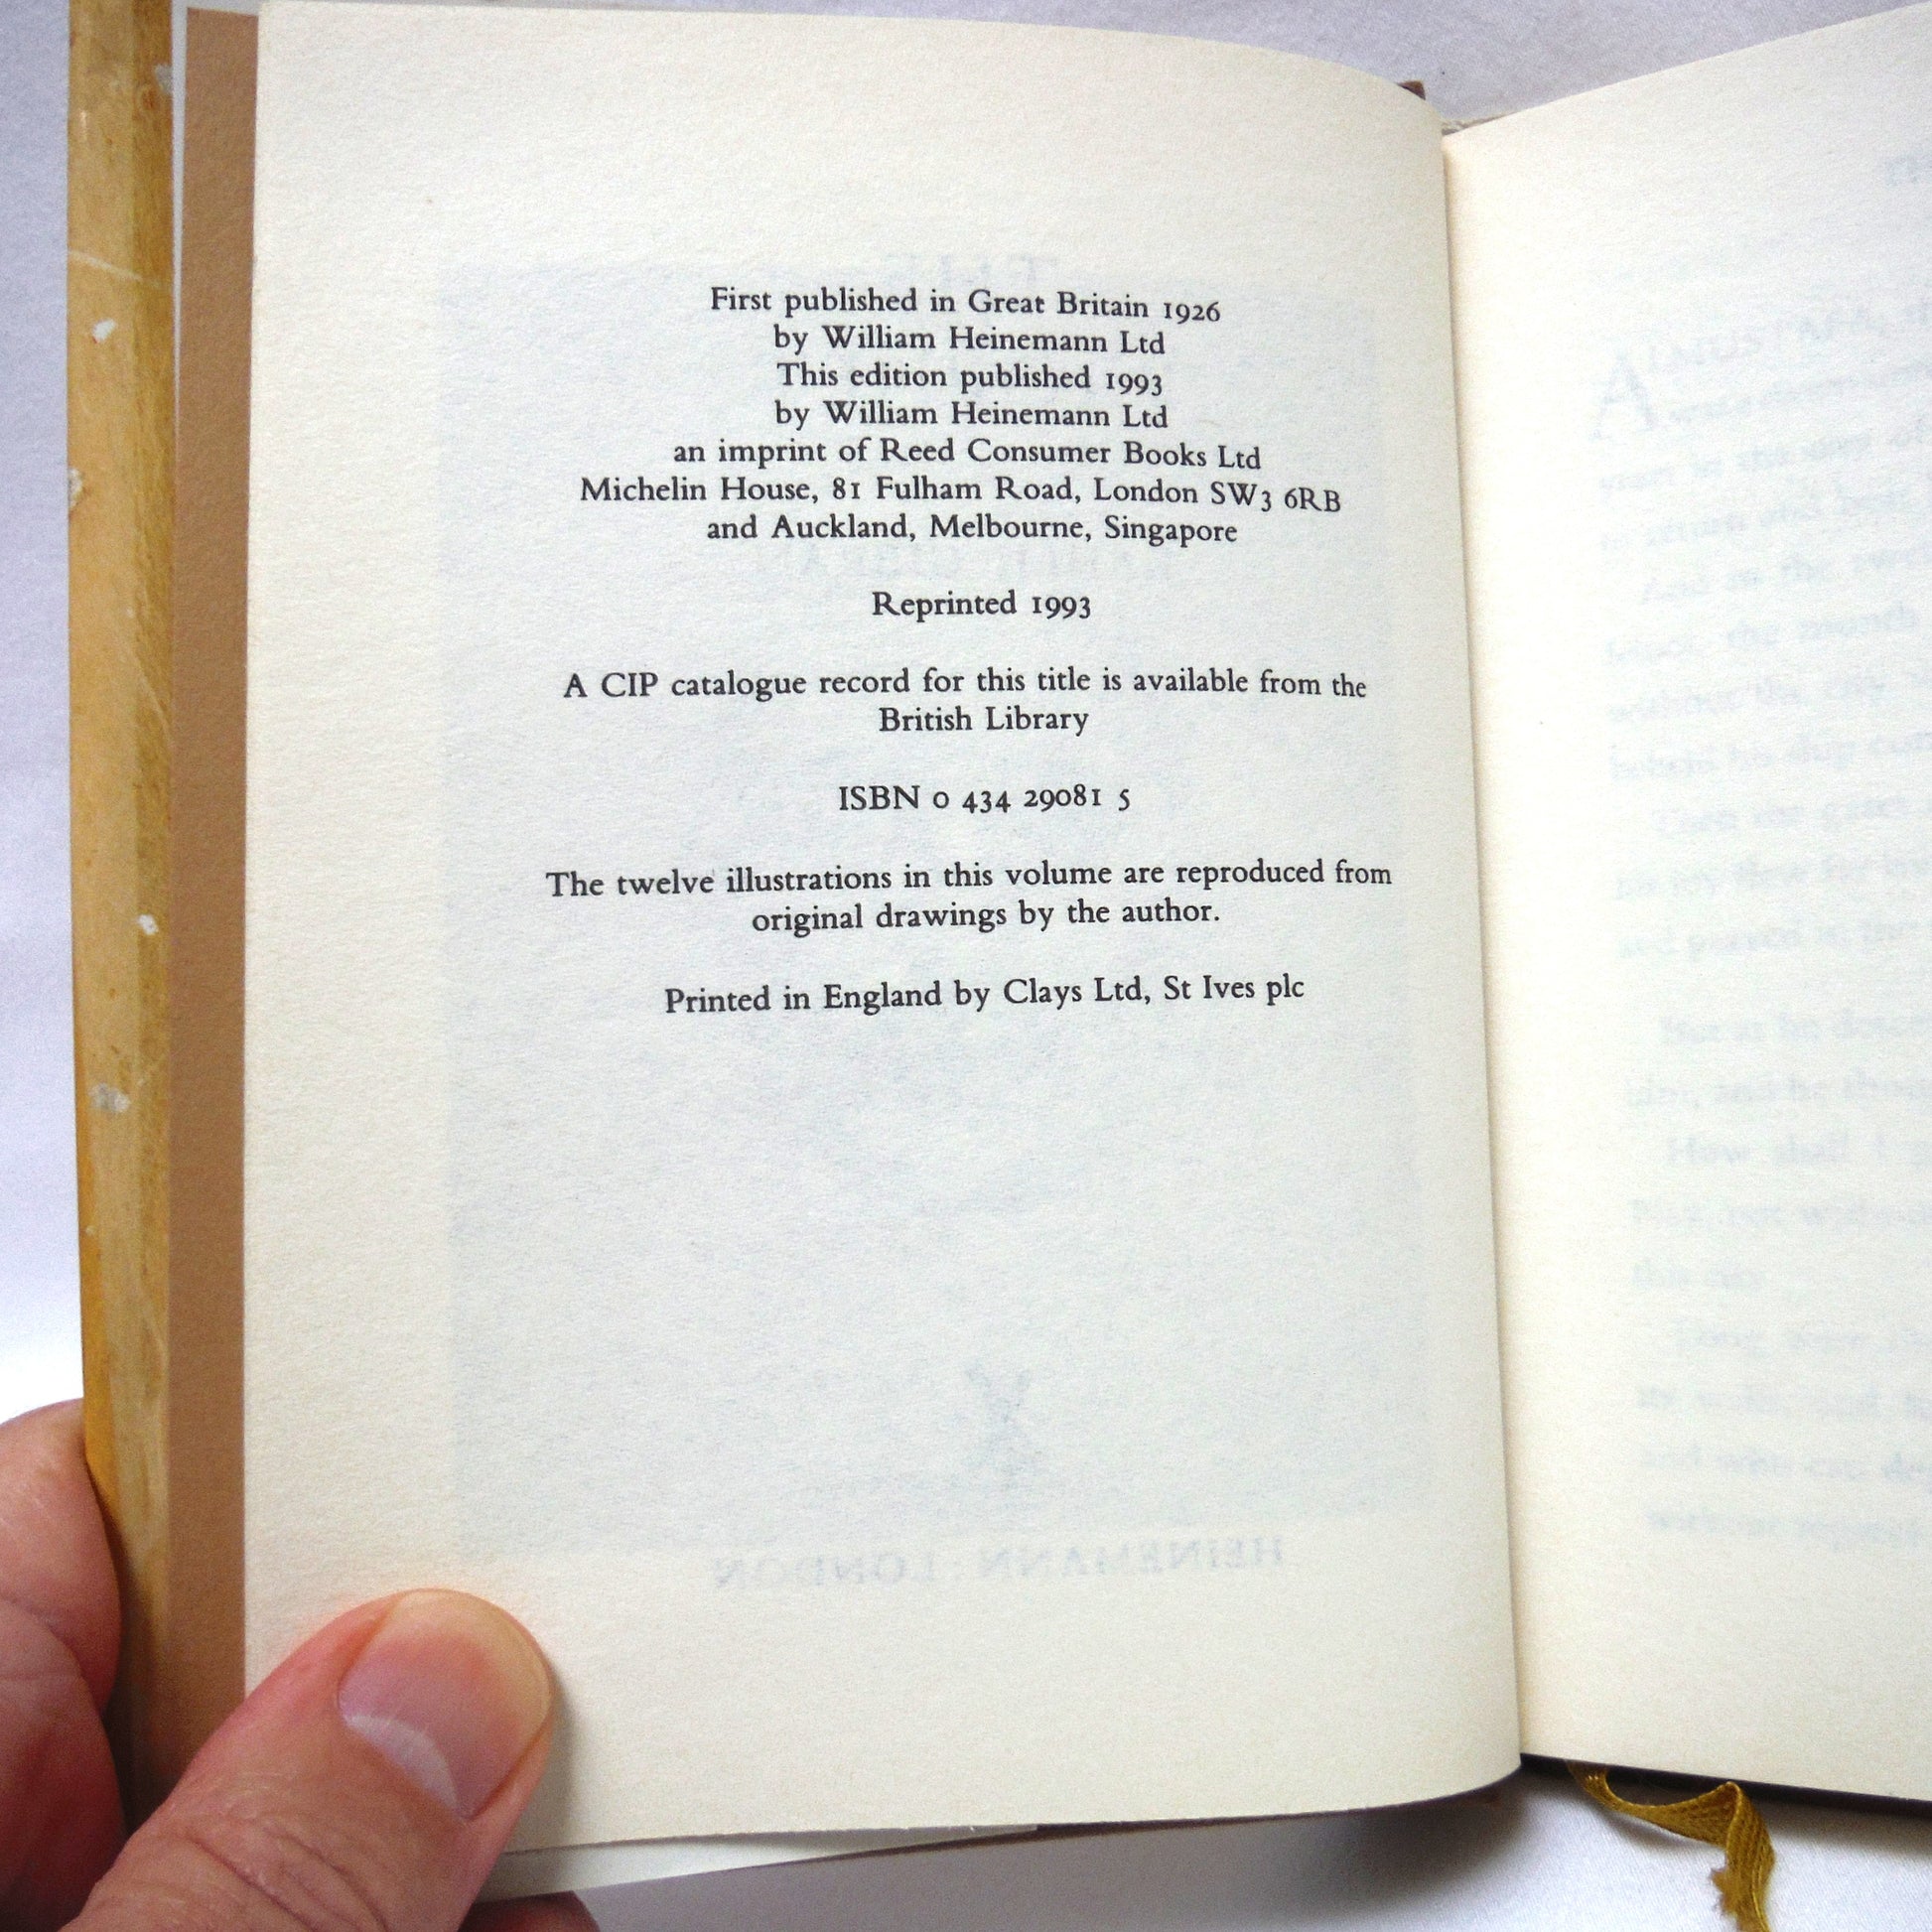 First published in Great Britain 1926
by William Heinemann Ltd
This edition published 1993
by William Heinemann Ltd
an imprint of Reed Consumer Books Ltd
Michelin House, 81 Fulham Road, London SW3 6RB
and Auckland, Melbourne, Singapore
Reprinted 1993
A CIP catalogue record for this title is available from the
British Library
ISBN 0 434 29081 5
The twelve illustrations in this volume are reproduced from
original drawings by the author.
Printed in England by Clays Ltd, St Ives plc
HEINEMANN : LONDON